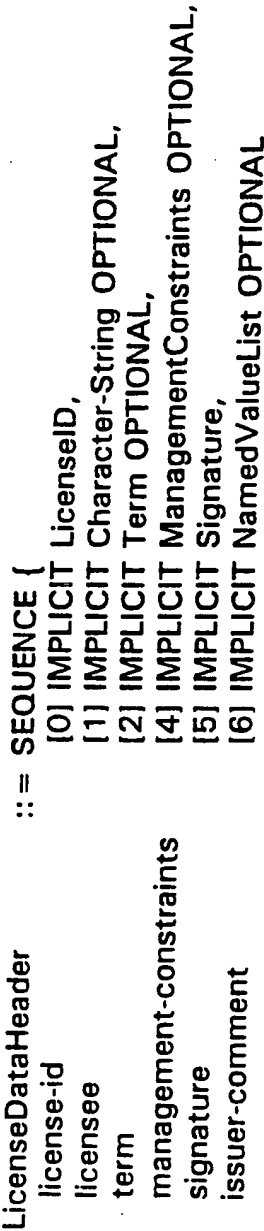 LicenseDataHeader ::= SEQUENCE {
license-id [0] IMPLICIT LicenseID,
licensee [1] IMPLICIT Character-String OPTIONAL,
term [2] IMPLICIT Term OPTIONAL,
management-constraints [4] IMPLICIT ManagementConstraints OPTIONAL,
signature [5] IMPLICIT Signature,
issuer-comment [6] IMPLICIT NamedValueList OPTIONAL